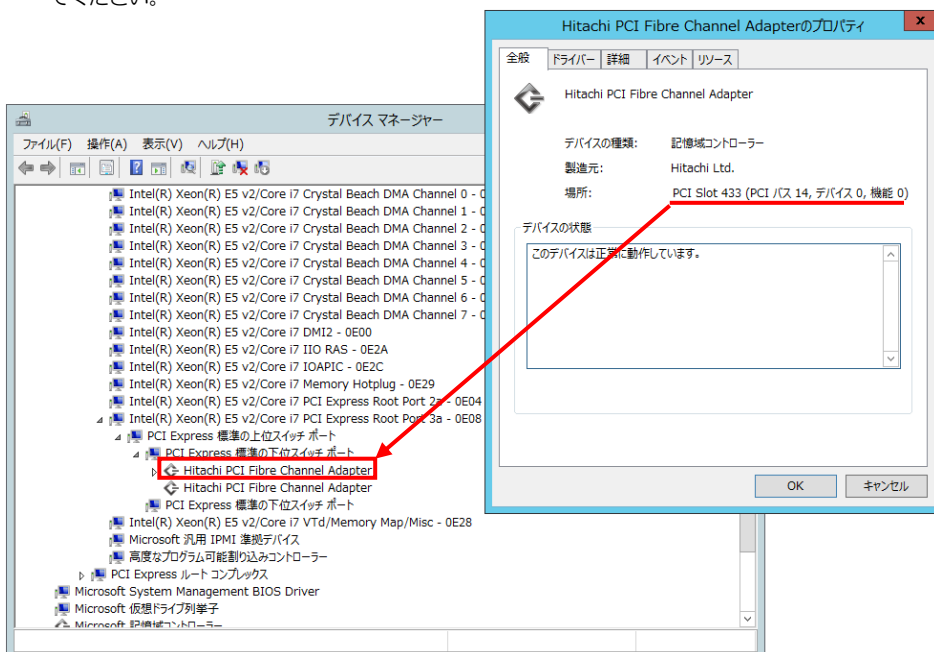 てください。
Hitachi PCI Fibre Channel Adapterのプロパティ
x
全般 ドライバー 詳細 イベント リソース
Hitachi PCI Fibre Channel Adapter
デバイスの種類: 記憶域コントローラー
製造元: Hitachi Ltd.
場所: PCI Slot 433 (PCI バス 14, デバイス 0, 機能 0)
デバイスの状態
このデバイスは正常に動作しています。
OK キャンセル
デバイス マネージャー
ファイル(F) 操作(A) 表示(V) ヘルプ(H)
Intel(R) Xeon(R) E5 v2/Core i7 Crystal Beach DMA Channel 0 - 0
Intel(R) Xeon(R) E5 v2/Core i7 Crystal Beach DMA Channel 1 - 0
Intel(R) Xeon(R) E5 v2/Core i7 Crystal Beach DMA Channel 2 - 0
Intel(R) Xeon(R) E5 v2/Core i7 Crystal Beach DMA Channel 3 - 0
Intel(R) Xeon(R) E5 v2/Core i7 Crystal Beach DMA Channel 4 - 0
Intel(R) Xeon(R) E5 v2/Core i7 Crystal Beach DMA Channel 5 - 0
Intel(R) Xeon(R) E5 v2/Core i7 Crystal Beach DMA Channel 6 - 0
Intel(R) Xeon(R) E5 v2/Core i7 Crystal Beach DMA Channel 7 - 0
Intel(R) Xeon(R) E5 v2/Core i7 DMI2 - 0E00
Intel(R) Xeon(R) E5 v2/Core i7 IIO RAS - 0E2A
Intel(R) Xeon(R) E5 v2/Core i7 IOAPIC - 0E2C
Intel(R) Xeon(R) E5 v2/Core i7 Memory Hotplug - 0E29
Intel(R) Xeon(R) E5 v2/Core i7 PCI Express Root Port 2a - 0E04
Intel(R) Xeon(R) E5 v2/Core i7 PCI Express Root Port 3a - 0E08
PCI Express 標準の上位スイッチ ポート
PCI Express 標準の下位スイッチ ポート
Hitachi PCI Fibre Channel Adapter
Hitachi PCI Fibre Channel Adapter
PCI Express 標準の下位スイッチ ポート
Intel(R) Xeon(R) E5 v2/Core i7 VTd/Memory Map/Misc - 0E28
Microsoft 汎用 IPMI 準拠デバイス
高度なプログラム可能割り込みコントローラー
PCI Express ルート コンプレックス
Microsoft System Management BIOS Driver
Microsoft 仮想ドライブ列挙子
Microsoft 記憶域コントローラー